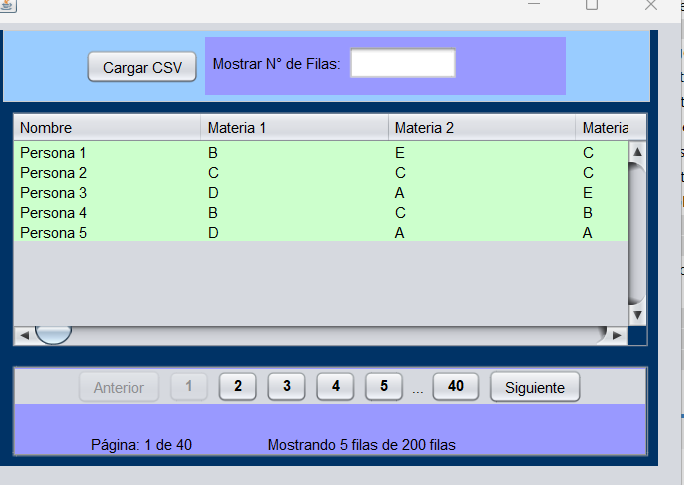 Cargar CSV Mostrar N° de Filas:
Nombre Materia 1 Materia 2 Materia
Persona 1 B E C
Persona 2 C C C
Persona 3 D A E
Persona 4 B C B
Persona 5 D A A
Anterior 1 2 3 4 5 ... 40 Siguiente
Página: 1 de 40 Mostrando 5 filas de 200 filas